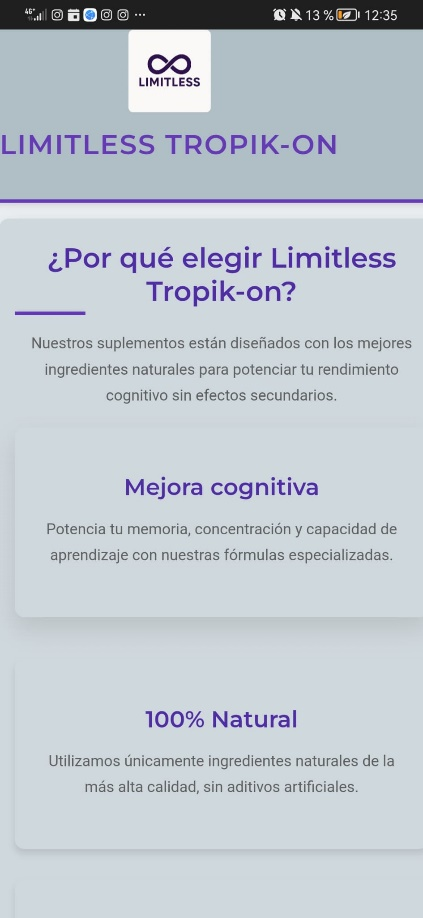 4G+ 13 % 12:35
LIMITLESS
LIMITLESS TROPIK-ON
¿Por qué elegir Limitless
Tropik-on?
Nuestros suplementos están diseñados con los mejores
ingredientes naturales para potenciar tu rendimiento
cognitivo sin efectos secundarios.
Mejora cognitiva
Potencia tu memoria, concentración y capacidad de
aprendizaje con nuestras fórmulas especializadas.
100% Natural
Utilizamos únicamente ingredientes naturales de la
más alta calidad, sin aditivos artificiales.